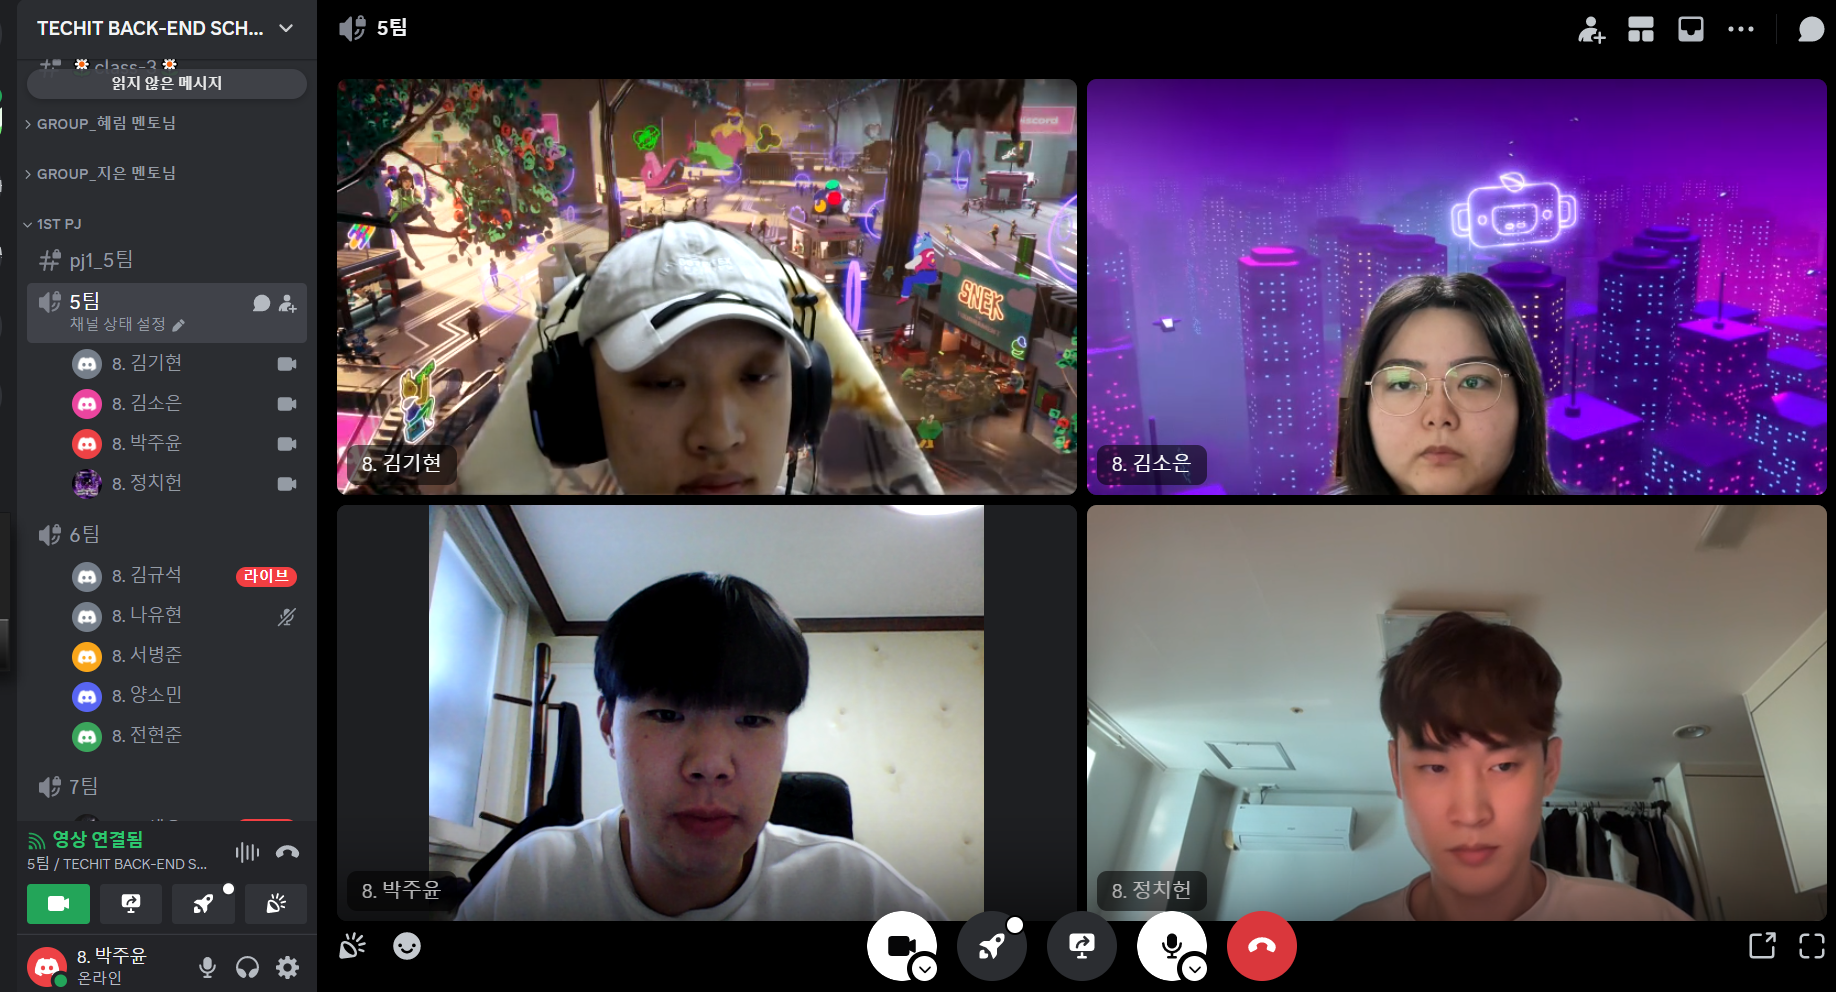 TECHIT BACK-END SCH...
class-3
읽지 않은 메시지
GROUP_혜림 멘토님
GROUP_지은 멘토님
1ST PJ
pj1_5팀
5팀
채널 상태 설정
8. 김기현
8. 김소은
8. 박주윤
8. 정치헌
6팀
8. 김규석
라이브
8. 나유현
8. 서병준
8. 양소민
8. 전현준
7팀
영상 연결됨
5팀 / TECHIT BACK-END S...
8. 박주윤
온라인
5팀
SNEK
8. 김기현
8. 김소은
8. 박주윤
8. 정치헌